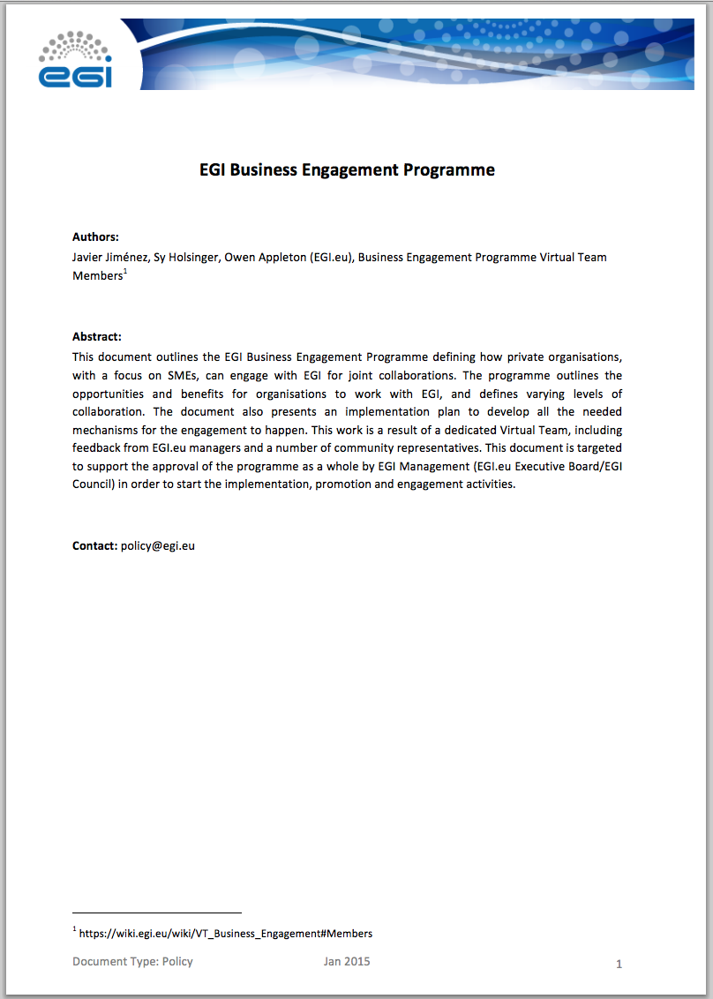 egi
EGI Business Engagement Programme
Authors:
Javier Jiménez, Sy Holsinger, Owen Appleton (EGI.eu), Business Engagement Programme Virtual Team
Members1
Abstract:
This document outlines the EGI Business Engagement Programme defining how private organisations,
with a focus on SMEs, can engage with EGI for joint collaborations. The programme outlines the
opportunities and benefits for organisations to work with EGI, and defines varying levels of
collaboration. The document also presents an implementation plan to develop all the needed
mechanisms for the engagement to happen. This work is a result of a dedicated Virtual Team, including
feedback from EGI.eu managers and a number of community representatives. This document is targeted
to support the approval of the programme as a whole by EGI Management (EGI.eu Executive Board/EGI
Council) in order to start the implementation, promotion and engagement activities.
Contact: policy@egi.eu
1 https://wiki.egi.eu/wiki/VT_Business_Engagement#Members
Document Type: Policy Jan 2015 1